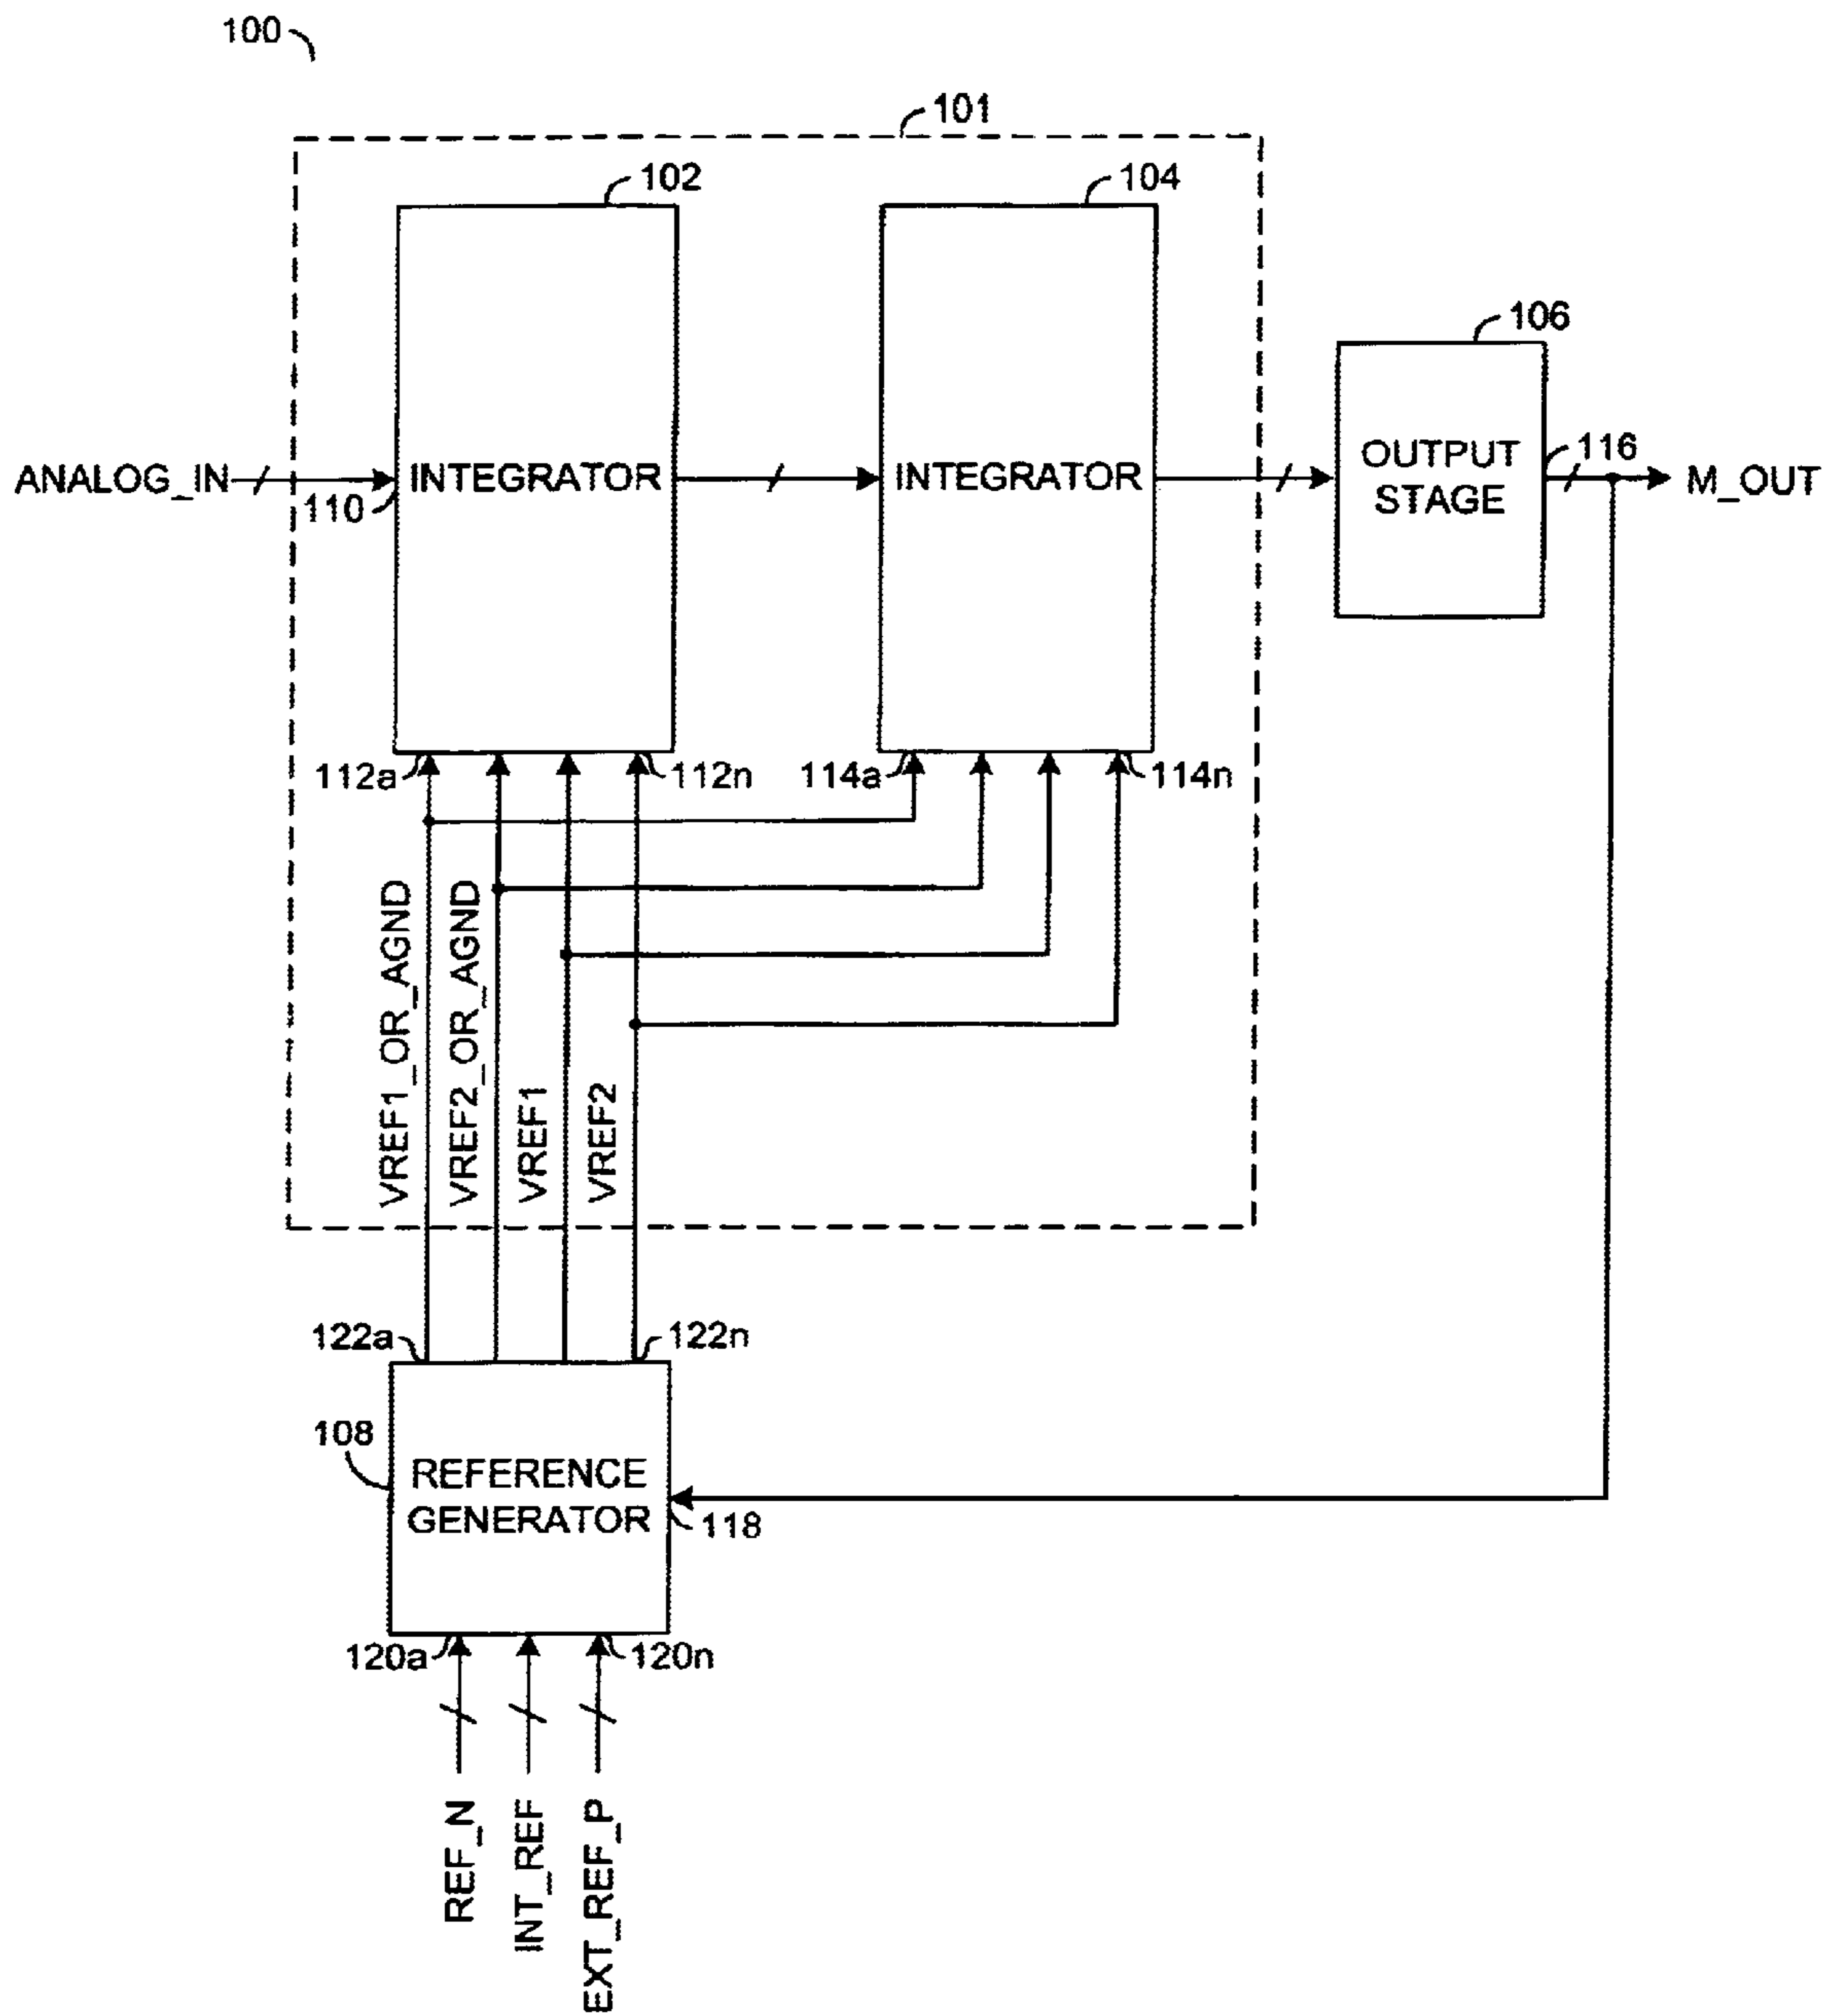 100
101
102
104
106
ANALOG_IN
110
INTEGRATOR
INTEGRATOR
OUTPUT
STAGE
116
M_OUT
112a
112n
114a
114n
VREF1_OR_AGND
VREF2_OR_AGND
VREF1
VREF2
122a
122n
108
REFERENCE
GENERATOR
118
120a
120n
REF_N
INT_REF
EXT_REF_P